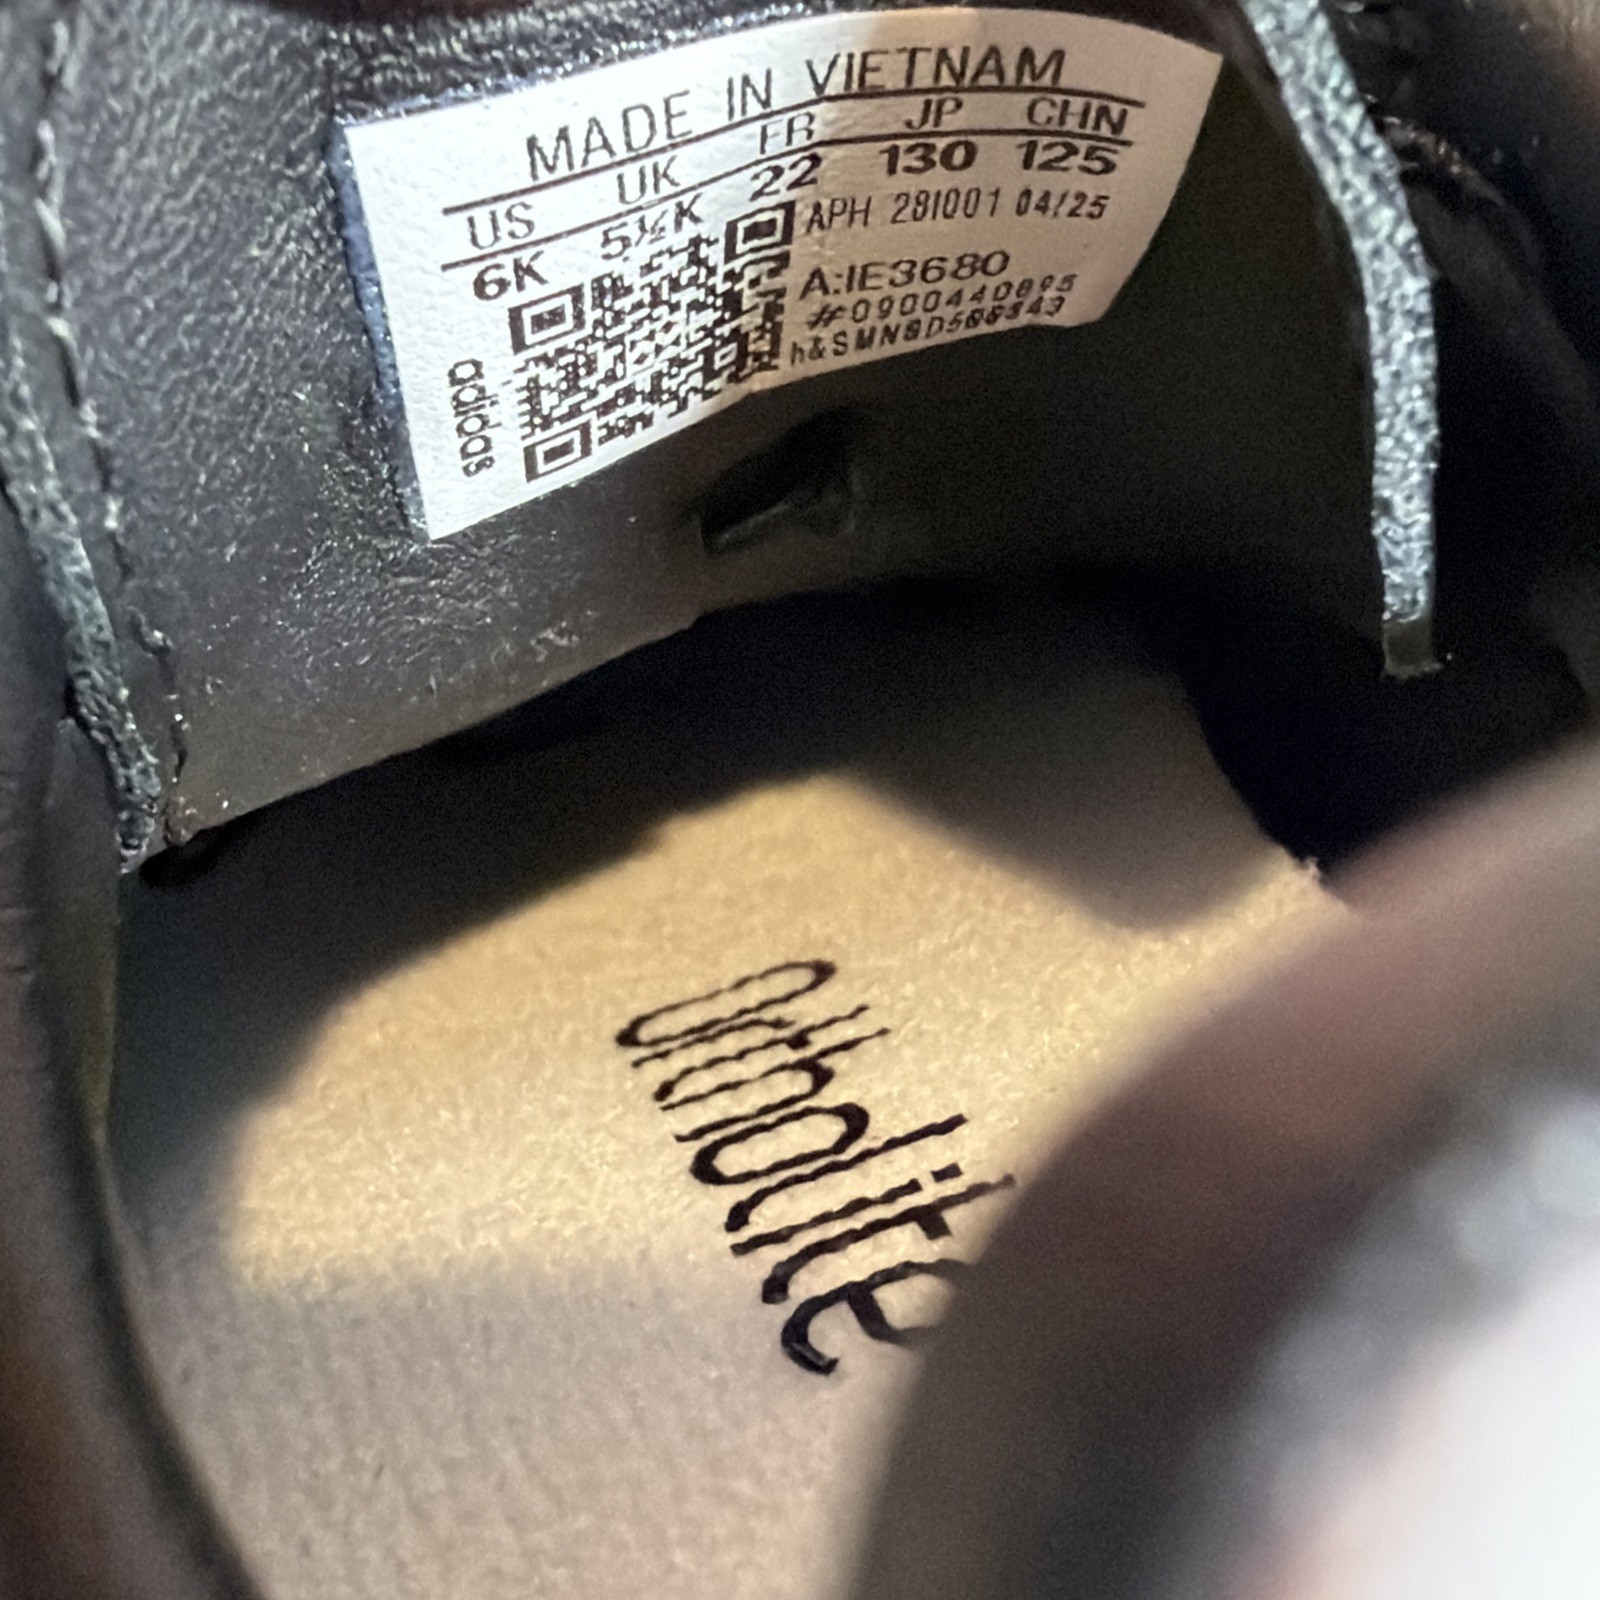 MADE IN VIETNAM
US UK FR JP CHN
6K 5½K 22 130 125
APH 281001 04/25
A:IE3680
#0900440895
adidas
ortholite